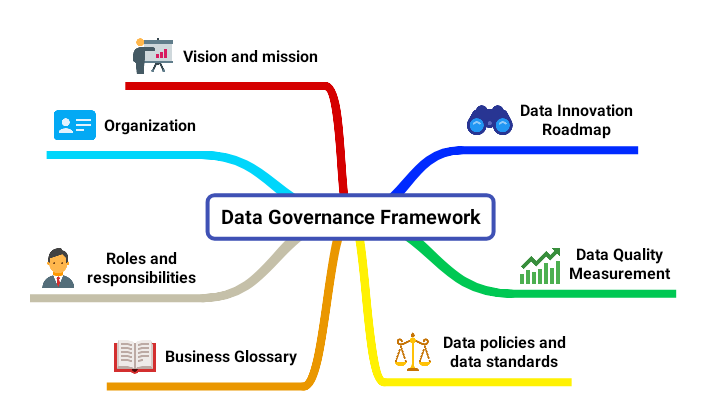 Vision and mission
Organization
Data Innovation
Roadmap
Data Governance Framework
Roles and
responsibilities
Data Quality
Measurement
Business Glossary
Data policies and
data standards